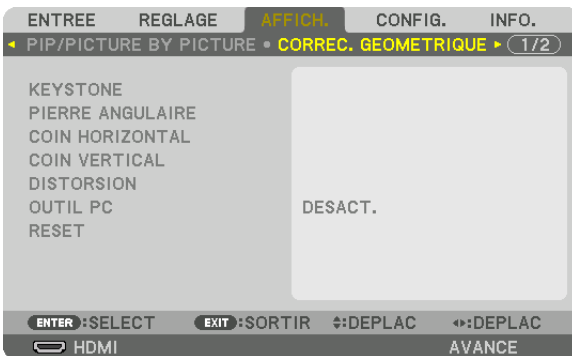 ENTREE REGLAGE AFFICH. CONFIG. INFO.
PIP/PICTURE BY PICTURE • CORREC. GEOMETRIQUE 1/2
KEYSTONE
PIERRE ANGULAIRE
COIN HORIZONTAL
COIN VERTICAL
DISTORSION
OUTIL PC DESACT.
RESET
ENTER :SELECT EXIT :SORTIR :DEPLAC :DEPLAC
HDMI AVANCE